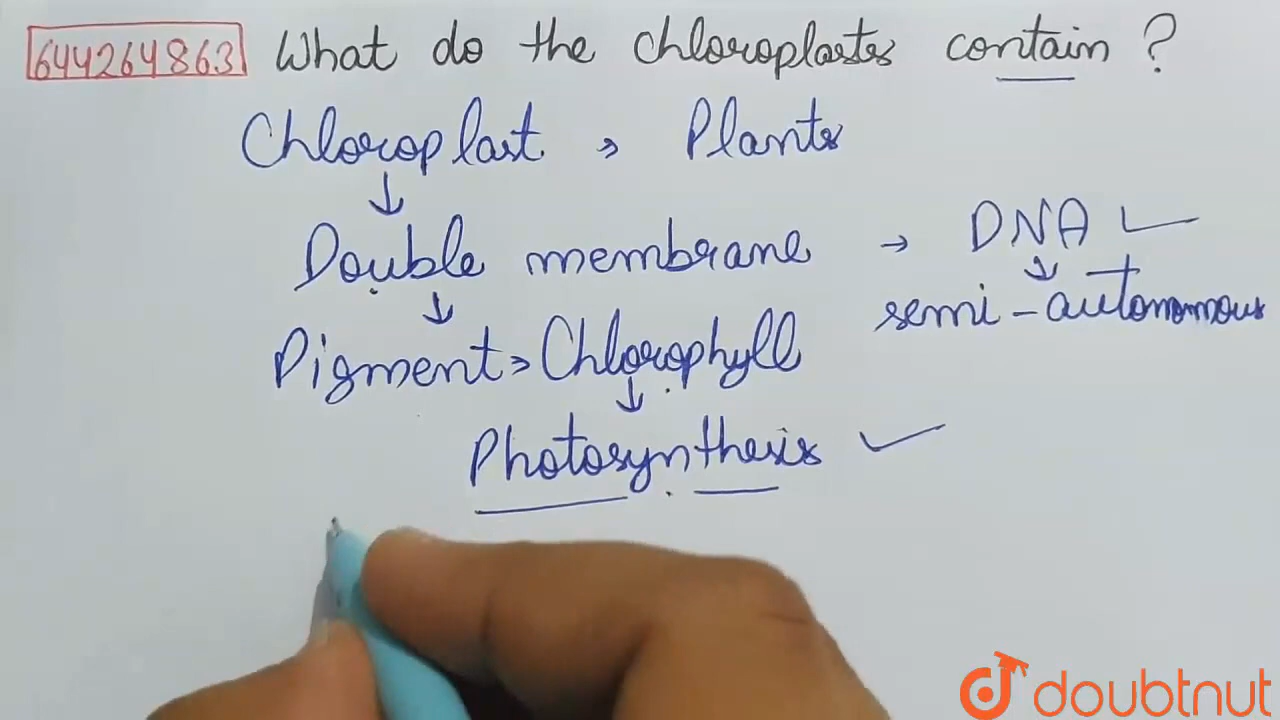 644264863 What do the chloroplasts contain ?
Chloroplast → Plants
↓
Double membrane → DNA ✓
↓ ↓
semi-autonomous
Pigment → Chlorophyll
↓
Photosynthesis ✓
doubtnut